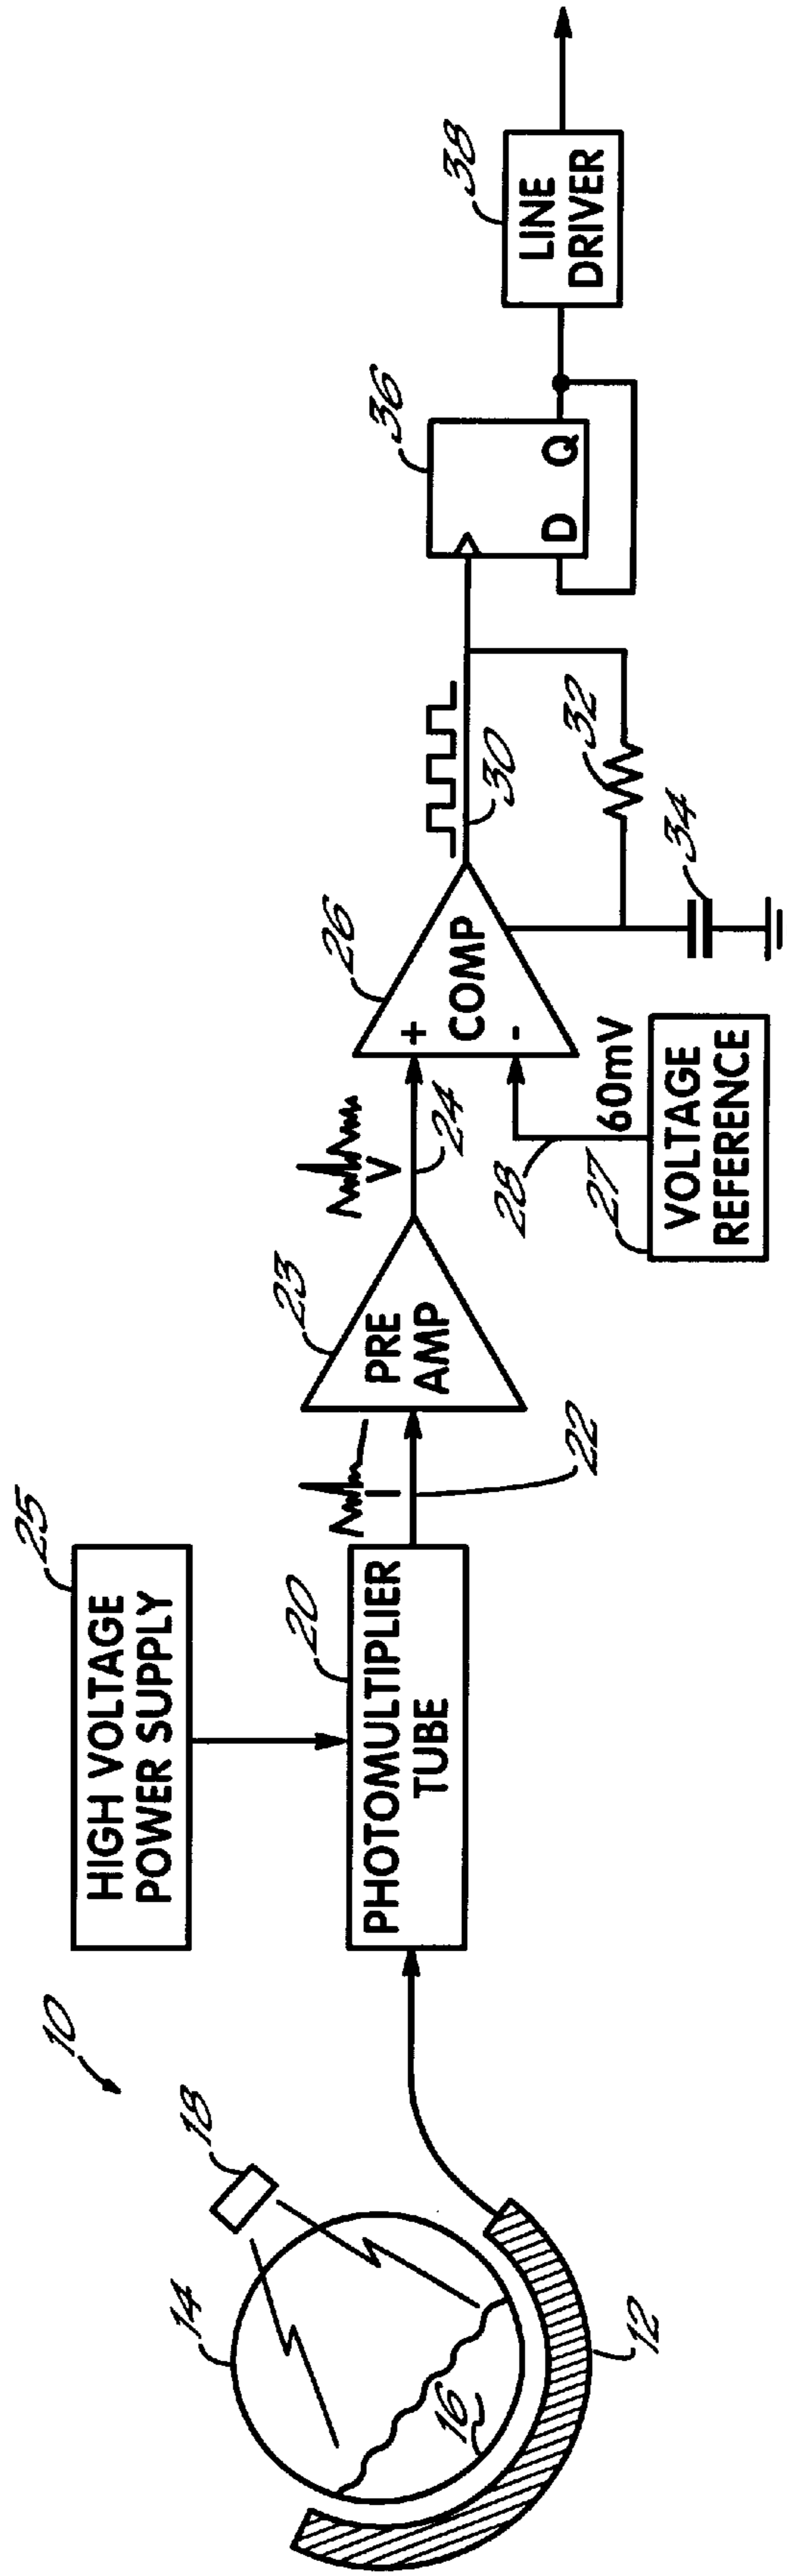 10
14
18
16
12
HIGH VOLTAGE
POWER SUPPLY
25
PHOTOMULTIPLIER
TUBE
20
I
22
PRE
AMP
23
V
24
+
COMP
-
26
28
60mV
27
VOLTAGE
REFERENCE
30
32
34
36
D Q
LINE
DRIVER
38